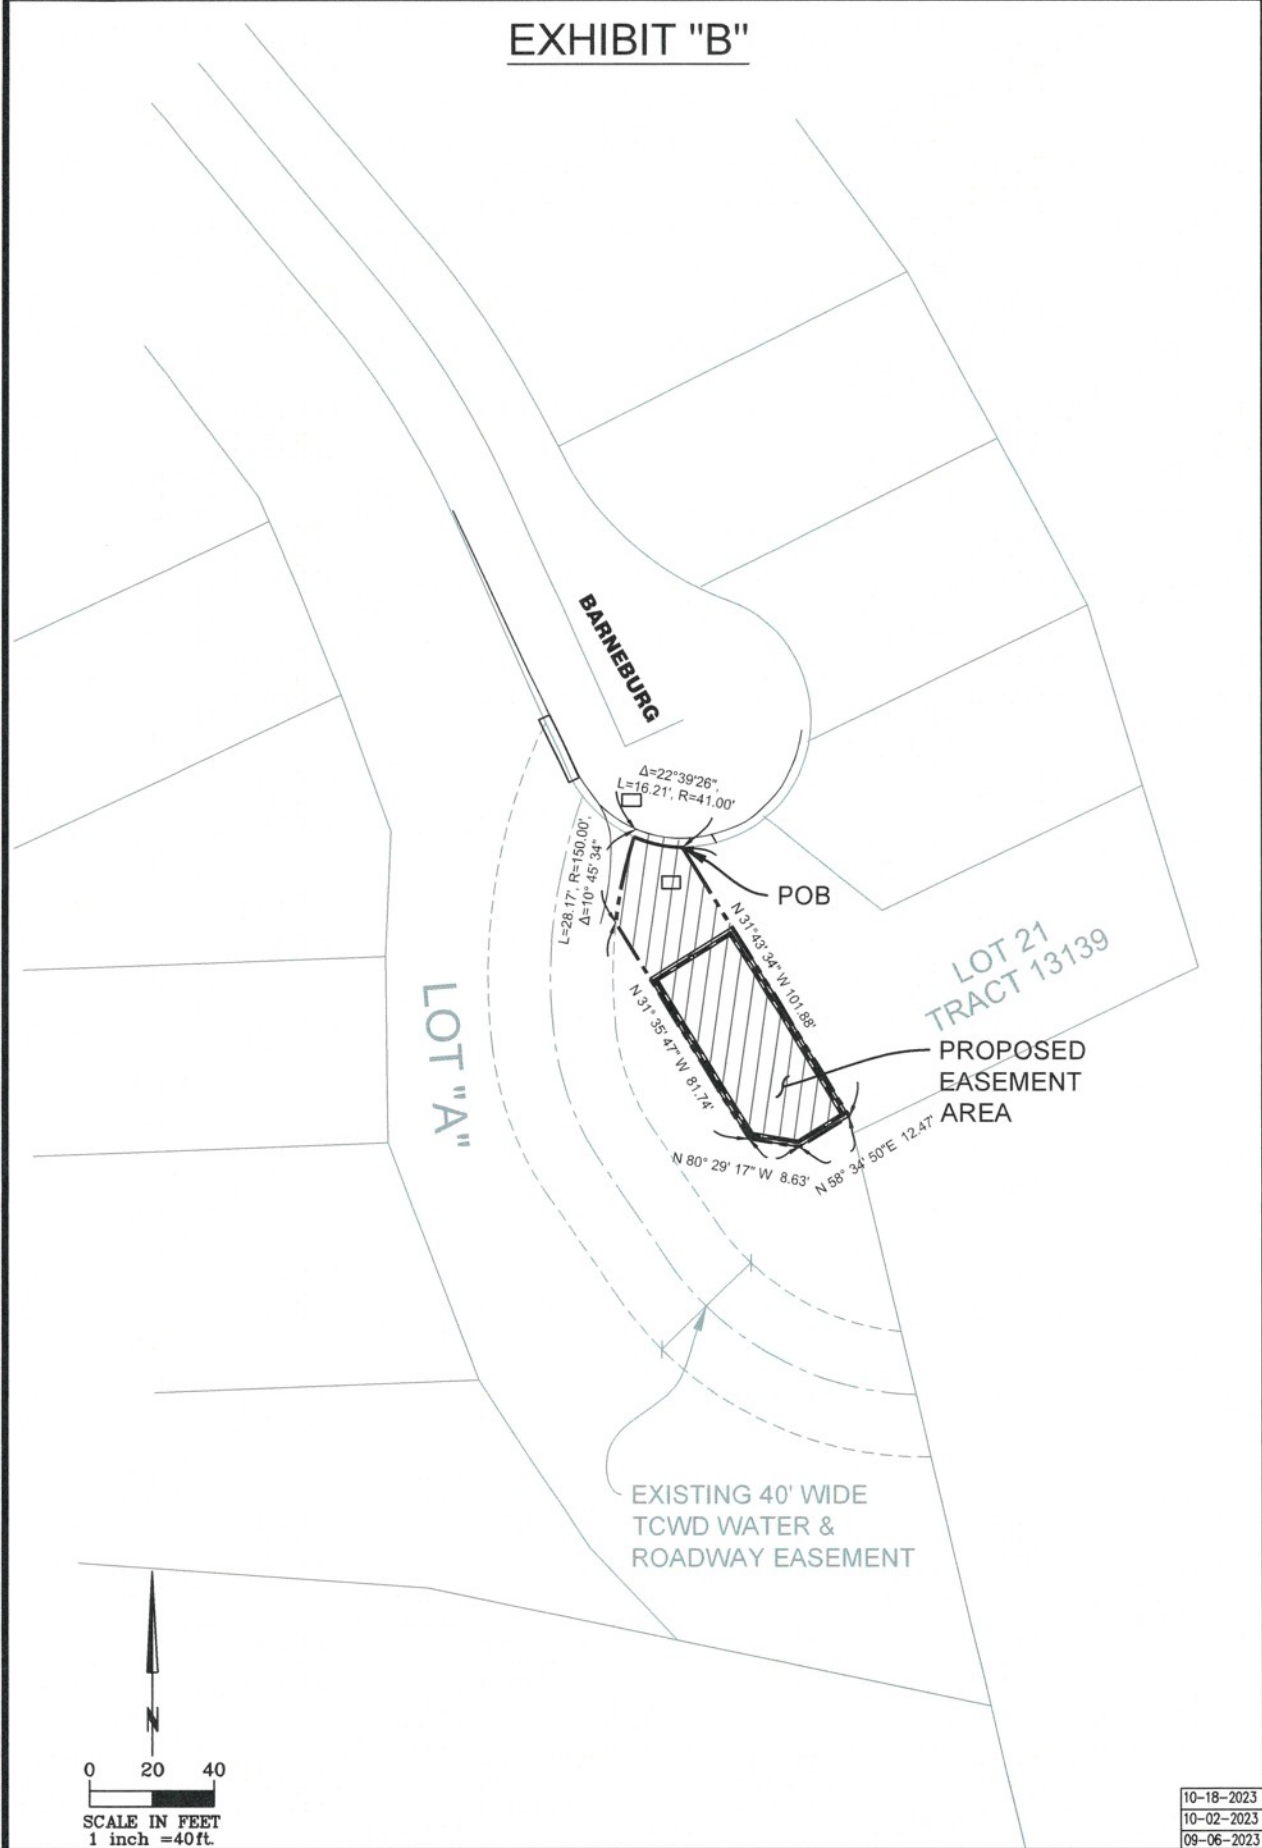 EXHIBIT "B"
BARNEBURG
Δ=22°39'26",
L=16.21', R=41.00'
L=28.17', R=150.00',
Δ=10° 45' 34"
POB
N 31°43' 34" W 101.88'
LOT 21
TRACT 13139
LOT "A"
N 31° 35' 47" W 81.74'
PROPOSED
EASEMENT
AREA
N 80° 29' 17" W 8.63'
N 58° 34' 50"E 12.47'
EXISTING 40' WIDE
TCWD WATER &
ROADWAY EASEMENT
N
0 20 40
SCALE IN FEET
1 inch =40ft.
10-18-2023
10-02-2023
09-06-2023